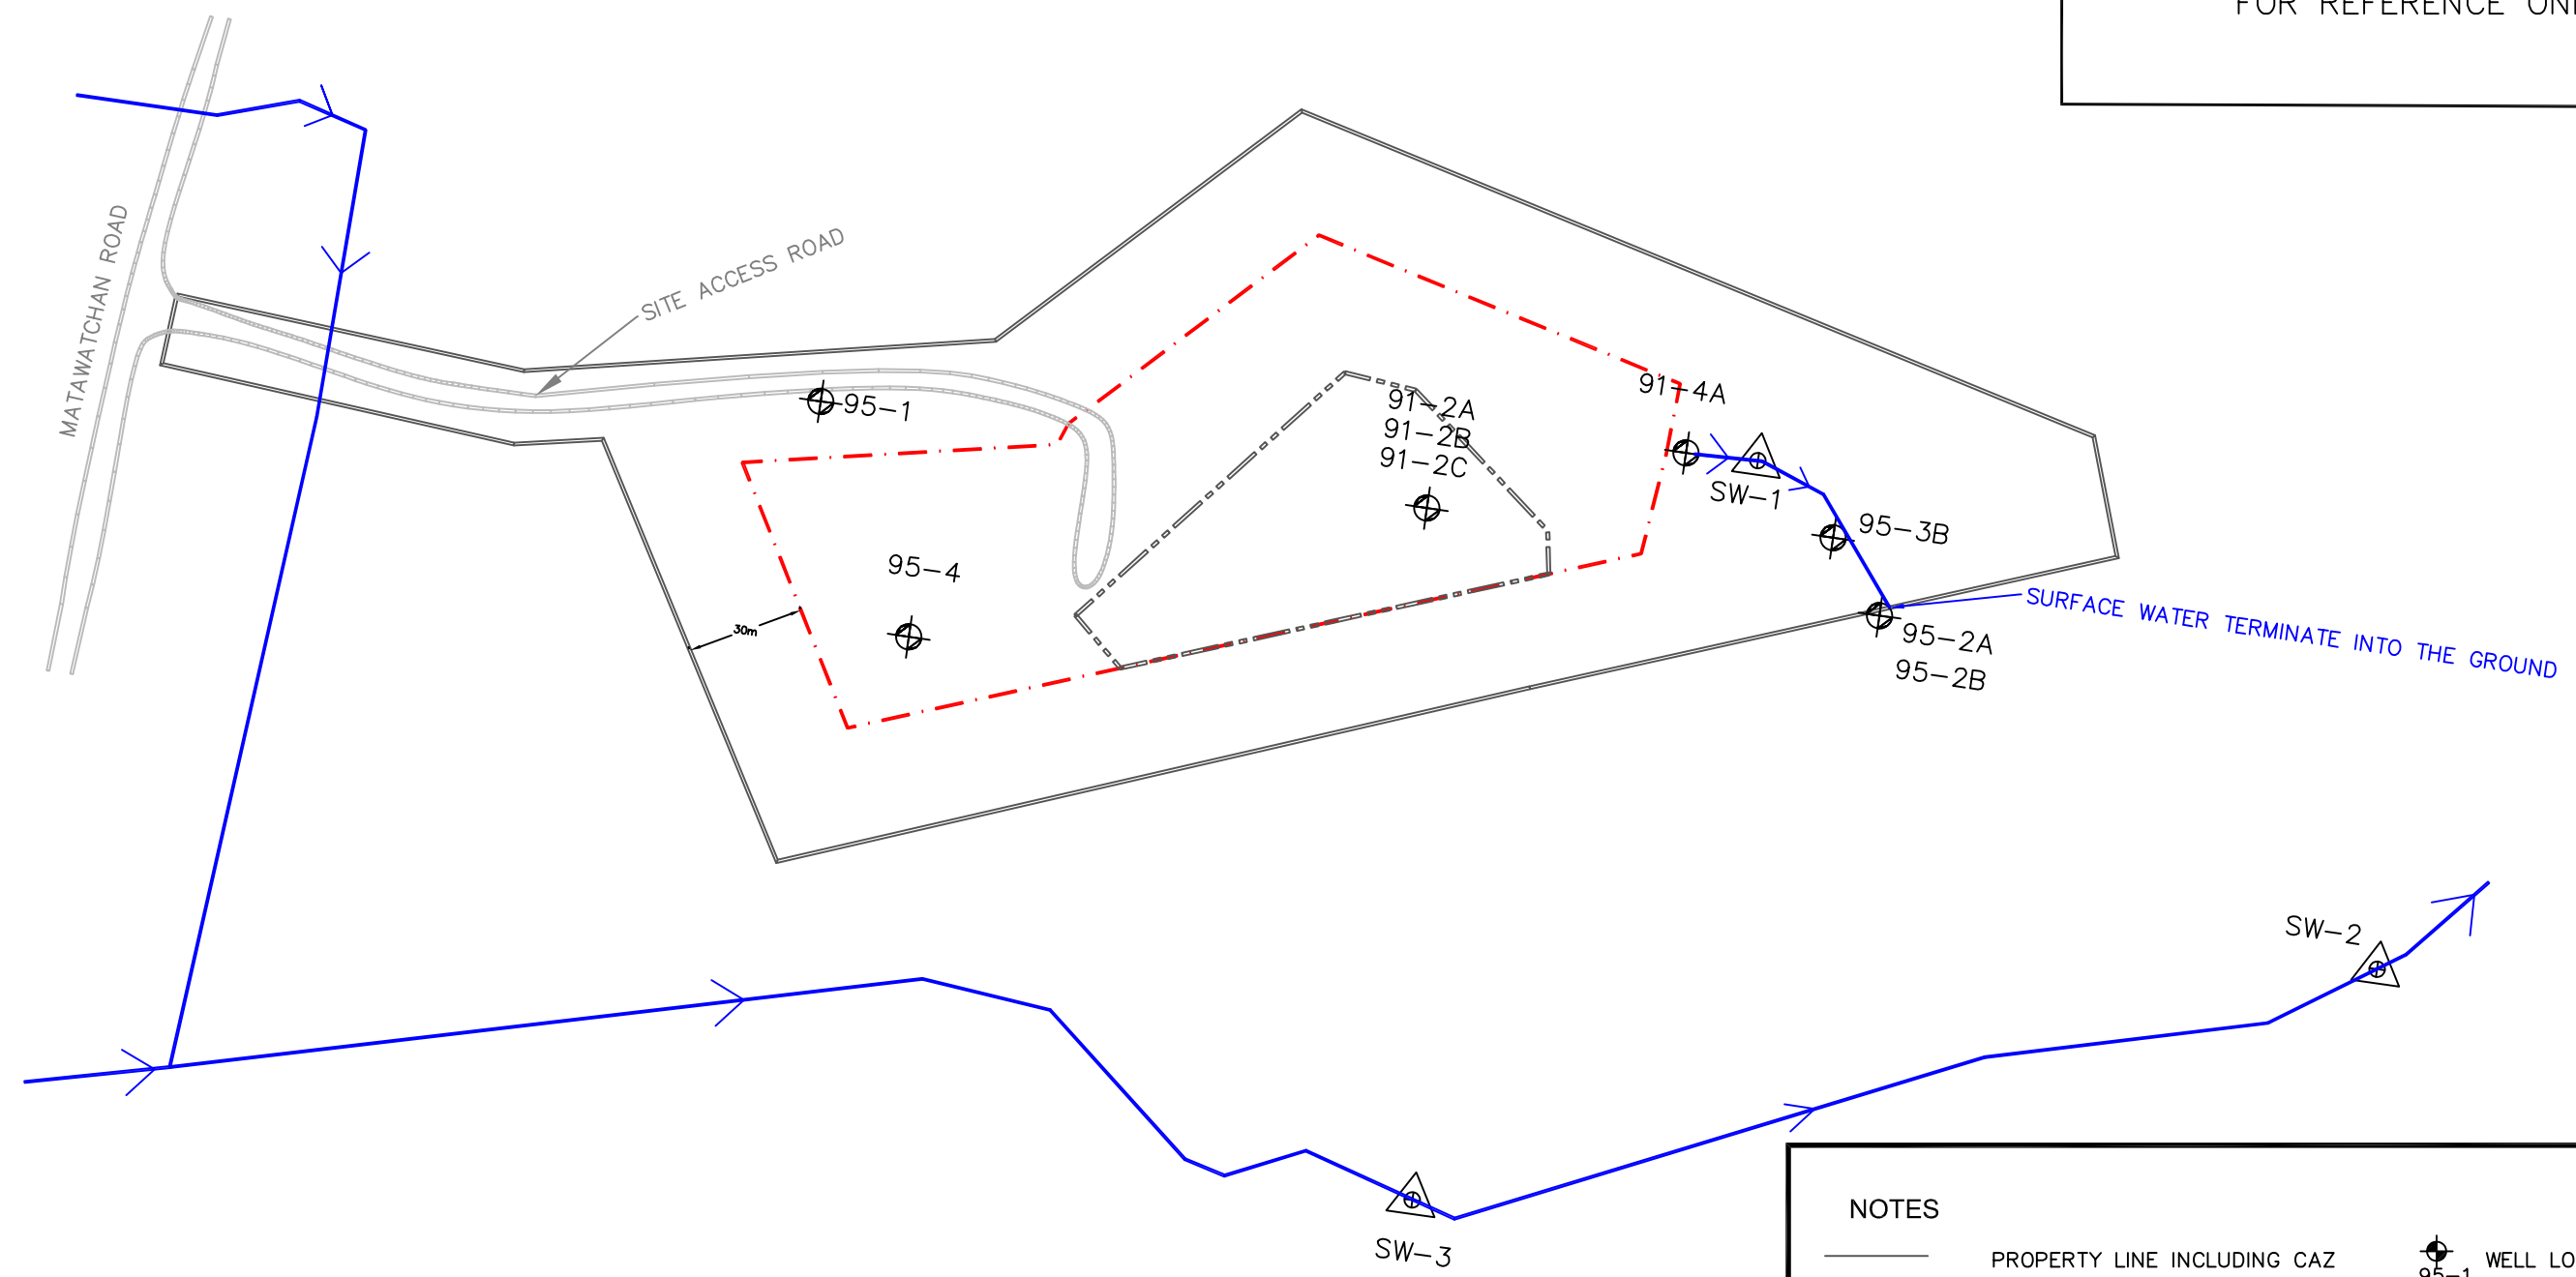 FOR REFERENCE
MATAWATCHAN ROAD
SITE ACCESS ROAD
95-1
91-2A
91-2B
91-2C
91-4A
SW-1
95-3B
95-4
30m
95-2A
95-2B
SURFACE WATER TERMINATE INTO THE GROUND
SW-2
SW-3
NOTES
PROPERTY LINE INCLUDING CAZ
WELL
95-1